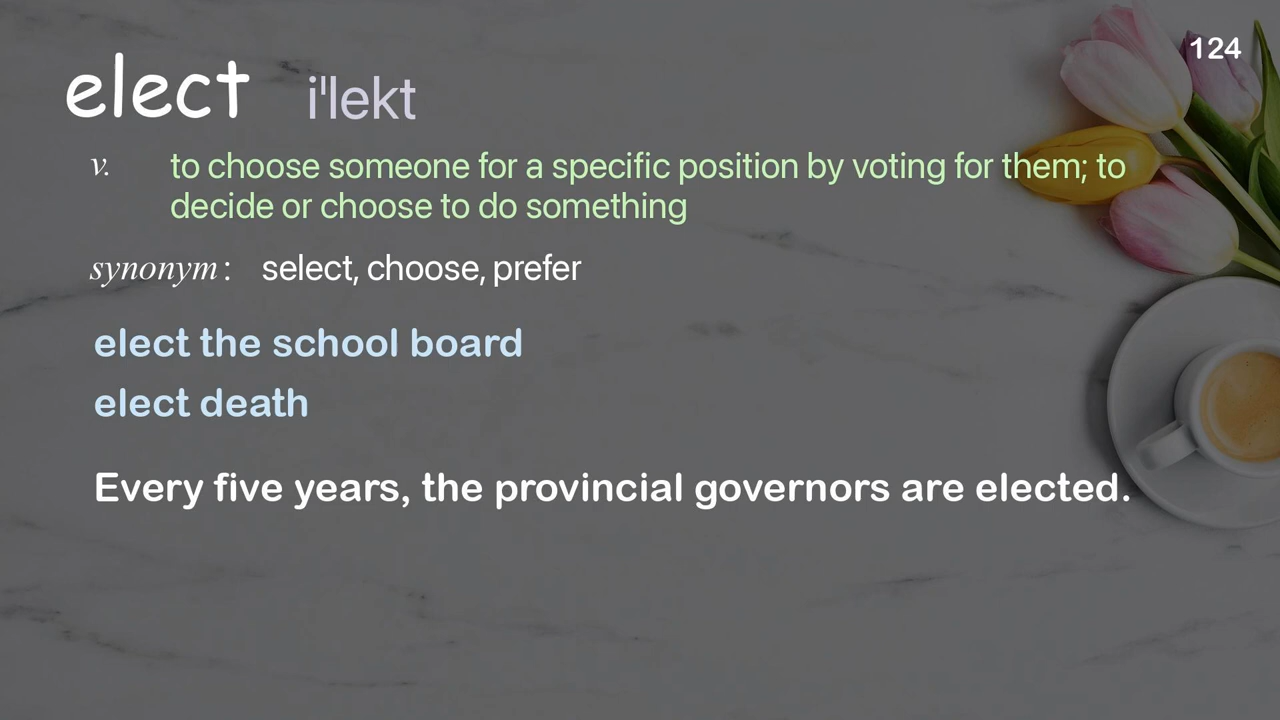 124
elect i'lekt
v. to choose someone for a specific position by voting for them; to
decide or choose to do something
synonym : select, choose, prefer
elect the school board
elect death
Every five years, the provincial governors are elected.